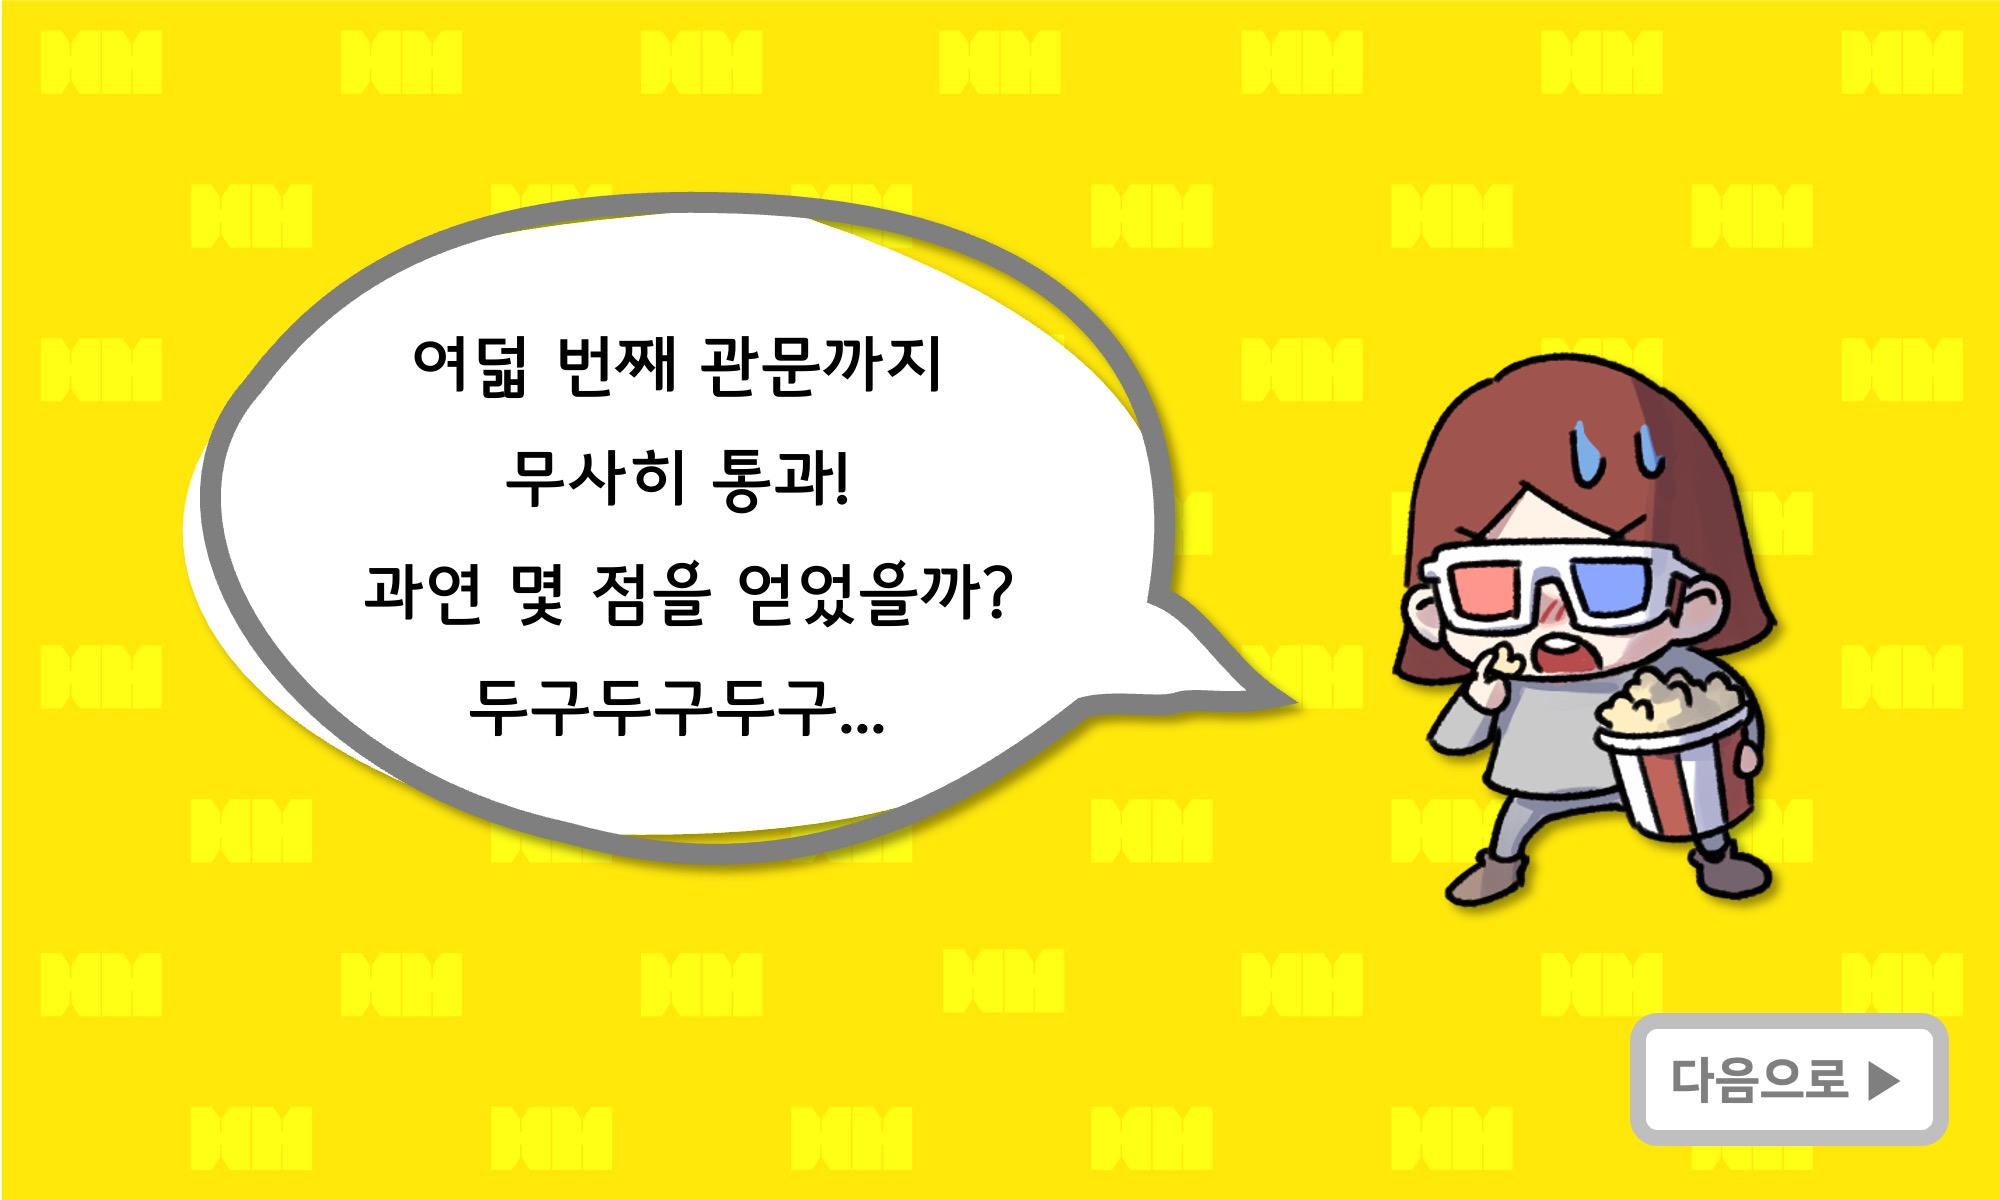 여덟 번째 관문까지
무사히 통과!
과연 몇 점을 얻었을까?
두구두구두구...
다음으로 ▶